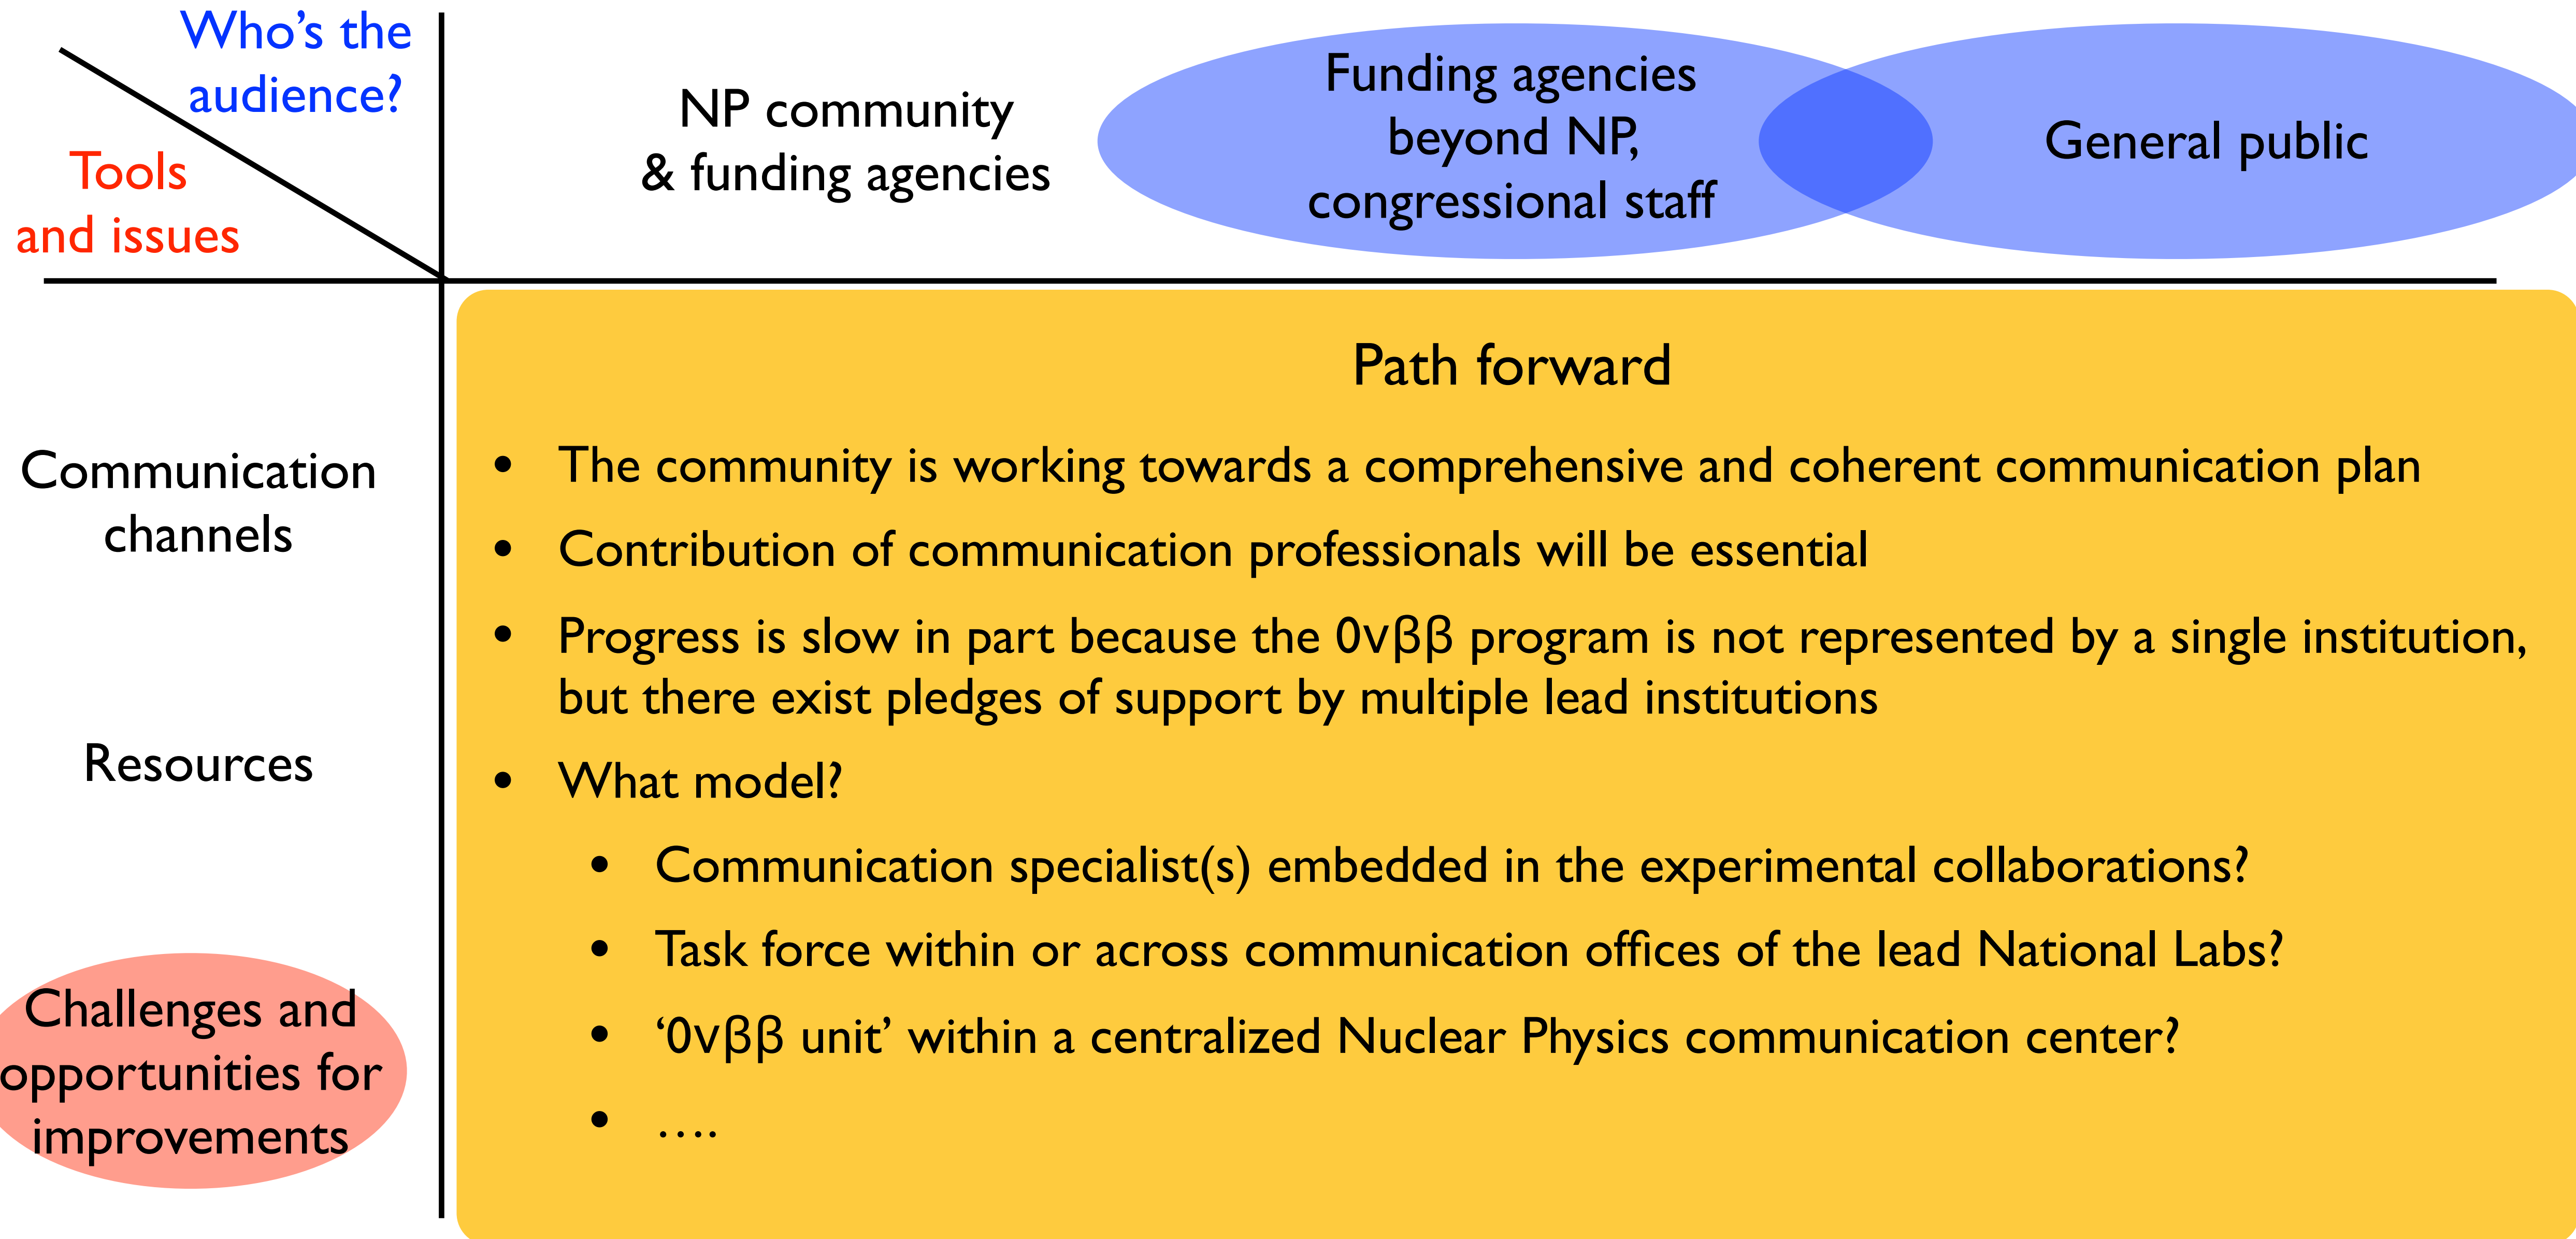 Who’s the
audience?
Tools
and issues
NP community
& funding agencies
Funding agencies
beyond NP,
congressional staff
General public
Communication
channels
Resources
Challenges and
opportunities for
improvements
Path forward
• The community is working towards a comprehensive and coherent communication plan
• Contribution of communication professionals will be essential
• Progress is slow in part because the 0νββ program is not represented by a single institution,
but there exist pledges of support by multiple lead institutions
• What model?
• Communication specialist(s) embedded in the experimental collaborations?
• Task force within or across communication offices of the lead National Labs?
• ‘0νββ unit’ within a centralized Nuclear Physics communication center?
• ….